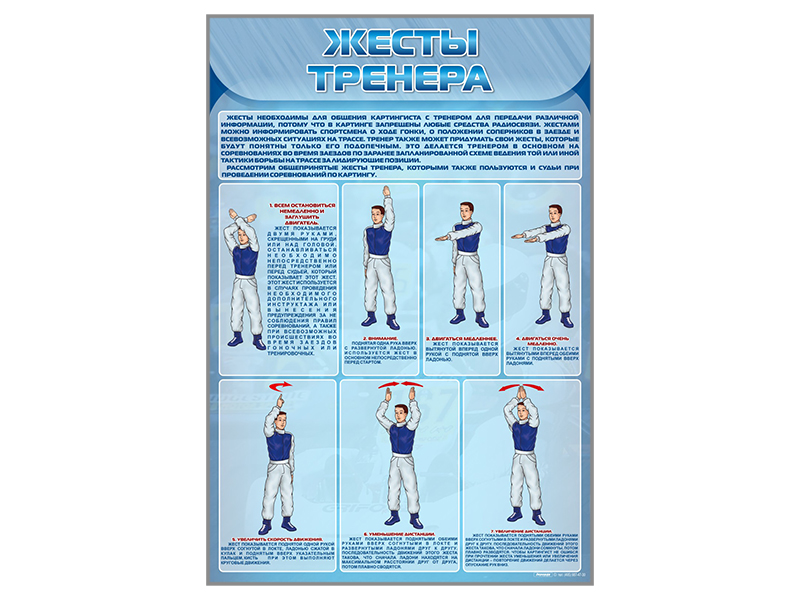 ЖЕСТЫ
ТРЕНЕРА
ЖЕСТЫ НЕОБХОДИМЫ ДЛЯ ОБЩЕНИЯ КАРТИНГИСТА С ТРЕНЕРОМ ДЛЯ ПЕРЕДАЧИ РАЗЛИЧНОЙ
ИНФОРМАЦИИ, ПОТОМУ ЧТО В КАРТИНГЕ ЗАПРЕЩЕНЫ ЛЮБЫЕ СРЕДСТВА РАДИОСВЯЗИ. ЖЕСТАМИ
МОЖНО ИНФОРМИРОВАТЬ СПОРТСМЕНА О ХОДЕ ГОНКИ, О ПОЛОЖЕНИИ СОПЕРНИКОВ В ЗАЕЗДЕ И
ВСЕВОЗМОЖНЫХ СИТУАЦИЯХ НА ТРАССЕ. ТРЕНЕР ТАКЖЕ МОЖЕТ ПРИДУМАТЬ СВОИ ЖЕСТЫ, КОТОРЫЕ
БУДУТ ПОНЯТНЫ ТОЛЬКО ЕГО ПОДОПЕЧНЫМ. ЭТО ДЕЛАЕТСЯ ТРЕНЕРОМ В ОСНОВНОМ НА
СОРЕВНОВАНИЯХ ВО ВРЕМЯ ЗАЕЗДОВ ПО ЗАРАНЕЕ ЗАПЛАНИРОВАННОЙ СХЕМЕ ВЕДЕНИЯ ТОЙ ИЛИ ИНОЙ
ТАКТИКИ БОРЬБЫ НА ТРАССЕ ЗА ЛИДИРУЮЩИЕ ПОЗИЦИИ.
РАССМОТРИМ ОБЩЕПРИНЯТЫЕ ЖЕСТЫ ТРЕНЕРА, КОТОРЫМИ ТАКЖЕ ПОЛЬЗУЮТСЯ И СУДЬИ ПРИ
ПРОВЕДЕНИИ СОРЕВНОВАНИЙ ПО КАРТИНГУ.
1. ВСЕМ ОСТАНОВИТЬСЯ
НЕМЕДЛЕННО И
ЗАГЛУШИТЬ
ДВИГАТЕЛЬ.
ЖЕСТ ПОКАЗЫВАЕТСЯ
ДВУМЯ РУКАМИ,
СКРЕЩЕННЫМИ НА ГРУДИ
ИЛИ НАД ГОЛОВОЙ.
ОСТАНАВЛИВАТЬСЯ
НЕОБХОДИМО
НЕПОСРЕДСТВЕННО
ПЕРЕД ТРЕНЕРОМ ИЛИ
ПЕРЕД СУДЬЕЙ, КОТОРЫЙ
ПОКАЗЫВАЕТ ЭТОТ ЖЕСТ.
ЭТОТ ЖЕСТ ИСПОЛЬЗУЕТСЯ
В СЛУЧАЯХ ПРОВЕДЕНИЯ
НЕОБХОДИМОГО
ДОПОЛНИТЕЛЬНОГО
ИНСТРУКТАЖА ИЛИ
ВЫНЕСЕНИЯ
ПРЕДУПРЕЖДЕНИЯ ЗА НЕ
СОБЛЮДЕНИЯ ПРАВИЛ
СОРЕВНОВАНИЙ, А ТАКЖЕ
ПРИ ВСЕВОЗМОЖНЫХ
ПРОИСШЕСТВИЯХ ВО
ВРЕМЯ ЗАЕЗДОВ
ГОНОЧНЫХ ИЛИ
ТРЕНИРОВОЧНЫХ.
2. ВНИМАНИЕ.
ПОДНЯТАЯ ОДНА РУКА ВВЕРХ
С РАЗВЕРНУТОЙ ЛАДОНЬЮ.
ИСПОЛЬЗУЕТСЯ ЖЕСТ В
ОСНОВНОМ НЕПОСРЕДСТВЕННО
ПЕРЕД СТАРТОМ.
3. ДВИГАТЬСЯ МЕДЛЕННЕЕ.
ЖЕСТ ПОКАЗЫВАЕТСЯ
ВЫТЯНУТОЙ ВПЕРЕД ОДНОЙ
РУКОЙ С ПОДНЯТОЙ ВВЕРХ
ЛАДОНЬЮ.
4. ДВИГАТЬСЯ ОЧЕНЬ
МЕДЛЕННО.
ЖЕСТ ПОКАЗЫВАЕТСЯ
ВЫТЯНУТЫМИ ВПЕРЕД ОБЕИМИ
РУКАМИ С ПОДНЯТЫМИ ВВЕРХ
ЛАДОНЯМИ.
5. УВЕЛИЧИТЬ СКОРОСТЬ ДВИЖЕНИЯ.
ЖЕСТ ПОКАЗЫВАЕТСЯ ПОДНЯТОЙ ОДНОЙ РУКОЙ
ВВЕРХ СОГНУТОЙ В ЛОКТЕ, ЛАДОНЬЮ СЖАТОЙ В
КУЛАК И ПОДНЯТЫМ ВВЕРХ УКАЗАТЕЛЬНЫМ
ПАЛЬЦЕМ, КИСТЬ ПРИ ЭТОМ ВЫПОЛНЯЕТ
КРУГОВЫЕ ДВИЖЕНИЯ.
6. УМЕНЬШЕНИЕ ДИСТАНЦИИ.
ЖЕСТ ПОКАЗЫВАЕТСЯ ПОДНЯТЫМИ ОБЕИМИ
РУКАМИ ВВЕРХ СОГНУТЫМИ В ЛОКТЕ И
РАЗВЕРНУТЫМИ ЛАДОНЯМИ ДРУГ К ДРУГУ.
ПОСЛЕДОВАТЕЛЬНОСТЬ ДВИЖЕНИЙ ЭТОГО ЖЕСТА
ТАКОВА, ЧТО СНАЧАЛА ЛАДОНИ НАХОДЯТСЯ НА
МАКСИМАЛЬНОМ РАССТОЯНИИ ДРУГ ОТ ДРУГА,
ПОТОМ ПЛАВНО СВОДЯТСЯ.
7. УВЕЛИЧЕНИЕ ДИСТАНЦИИ.
ЖЕСТ ПОКАЗЫВАЕТСЯ ПОДНЯТЫМИ ОБЕИМИ РУКАМИ
ВВЕРХ СОГНУТЫМИ В ЛОКТЕ И РАЗВЕРНУТЫМИ ЛАДОНЯМИ
ДРУГ К ДРУГУ. ПОСЛЕДОВАТЕЛЬНОСТЬ ДВИЖЕНИЙ ЭТОГО
ЖЕСТА ТАКОВА, ЧТО СНАЧАЛА ЛАДОНИ СОМКНУТЫ, ПОТОМ
ПЛАВНО РАЗВОДЯТСЯ. ЧТОБЫ КАРТИНГИСТ НЕ ОШИБСЯ
ПРИ ПРОЧТЕНИИ ЖЕСТОВ УМЕНЬШЕНИЯ ИЛИ УВЕЛИЧЕНИЯ
ДИСТАНЦИИ – ПОВТОРЕНИЕ ДВИЖЕНИЙ ДЕЛАЕТСЯ ЧЕРЕЗ
ОПУСКАНИЕ РУК ВНИЗ.